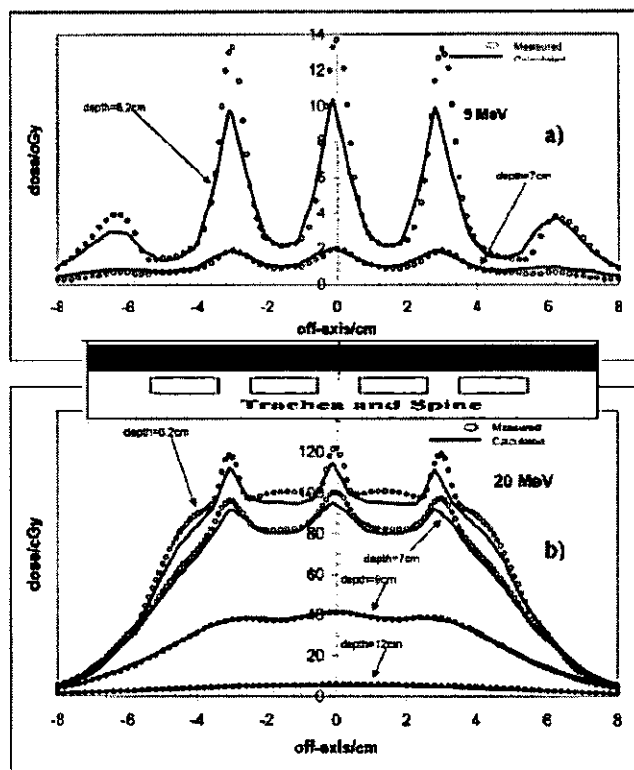 14
Measured
Calculated
12
depth=6.2cm
10
9 MeV
a)
8
depth=7cm
dose/cGy
6
4
2
0
-8 -6 -4 -2 0 2 4 6 8
off-axis/cm
Trachea and Spine
depth=6.2cm
Measured
Calculated
120
20 MeV
100
80
b)
depth=7cm
dose/cGy
60
depth=9cm
40
depth=12cm
20
0
-8 -6 -4 -2 0 2 4 6 8
off-axis/cm